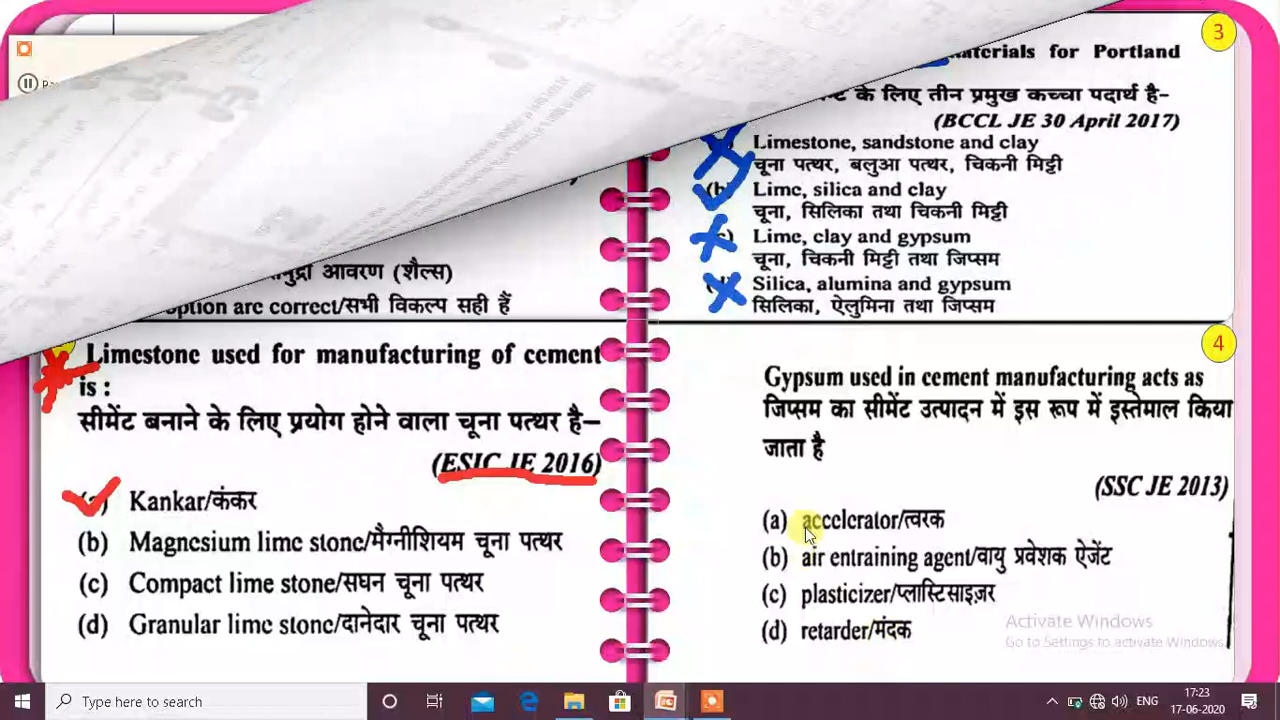 3
materials for Portland
के लिए तीन प्रमुख कच्चा पदार्थ है-
(BCCL JE 30 April 2017)
Limestone, sandstone and clay
चूना पत्थर, बलुआ पत्थर, चिकनी मिट्टी
(b) Lime, silica and clay
चूना, सिलिका तथा चिकनी मिट्टी
Lime, clay and gypsum
चूना, चिकनी मिट्टी तथा जिप्सम
Silica, alumina and gypsum
सिलिका, ऐलुमिना तथा जिप्सम
आवरण (शैल्स)
option are correct/सभी विकल्प सही हैं
Limestone used for manufacturing of cement
is :
सीमेंट बनाने के लिए प्रयोग होने वाला चूना पत्थर है–
(ESIC JE 2016)
(a) Kankar/कंकर
(b) Magnesium lime stone/मैग्नीशियम चूना पत्थर
(c) Compact lime stone/सघन चूना पत्थर
(d) Granular lime stone/दानेदार चूना पत्थर
4
Gypsum used in cement manufacturing acts as
जिप्सम का सीमेंट उत्पादन में इस रूप में इस्तेमाल किया
जाता है
(SSC JE 2013)
(a) accelerator/त्वरक
(b) air entraining agent/वायु प्रवेशक ऐजेंट
(c) plasticizer/प्लास्टिसाइज़र
(d) retarder/मंदक
Activate Windows
Go to Settings to activate Windows.
Type here to search
ENG
17:23
17-06-2020